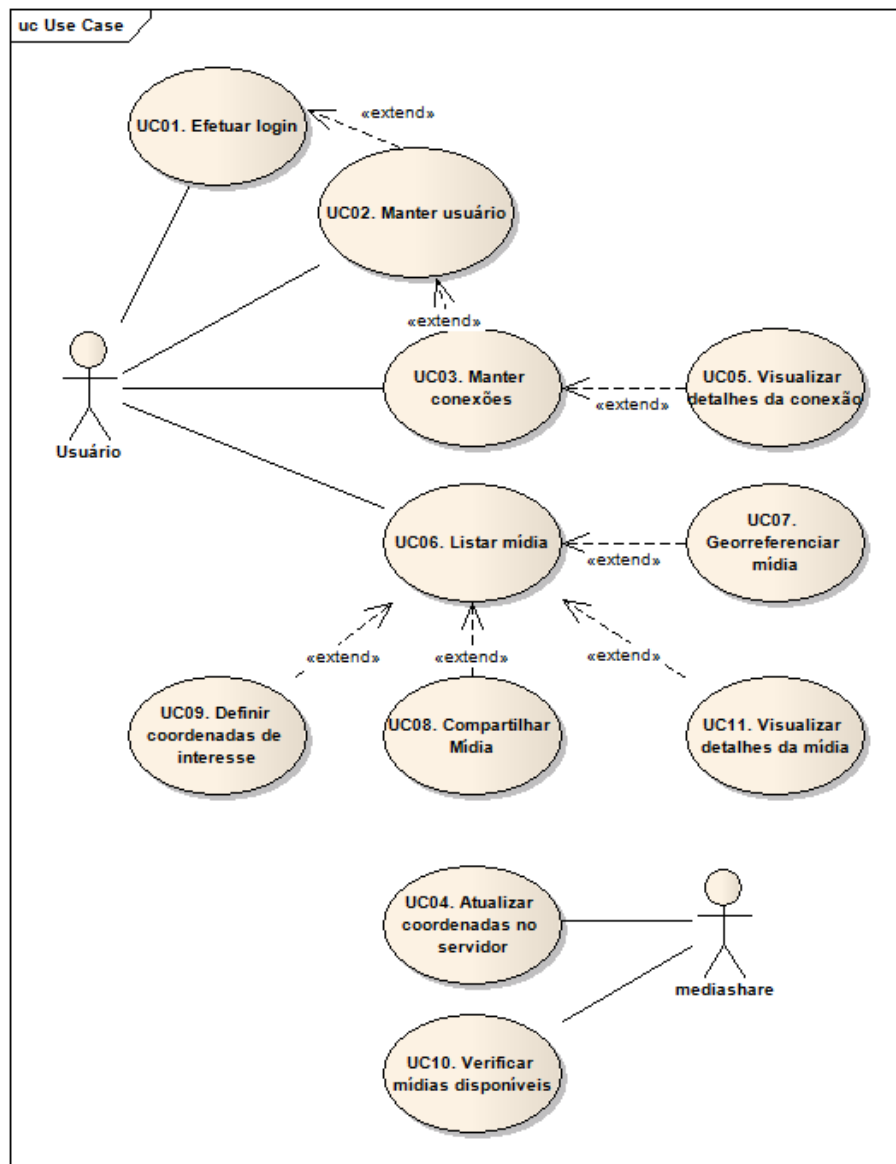 uc Use Case
UC01. Efetuar login
«extend»
UC02. Manter usuário
«extend»
UC03. Manter
conexões
UC05. Visualizar
detalhes da conexão
«extend»
Usuário
UC06. Listar mídia
UC07.
Georreferenciar
mídia
«extend»
«extend»
«extend»
«extend»
UC09. Definir
coordenadas de
interesse
UC08. Compartilhar
Mídia
UC11. Visualizar
detalhes da mídia
UC04. Atualizar
coordenadas no
servidor
mediashare
UC10. Verificar
mídias disponíveis